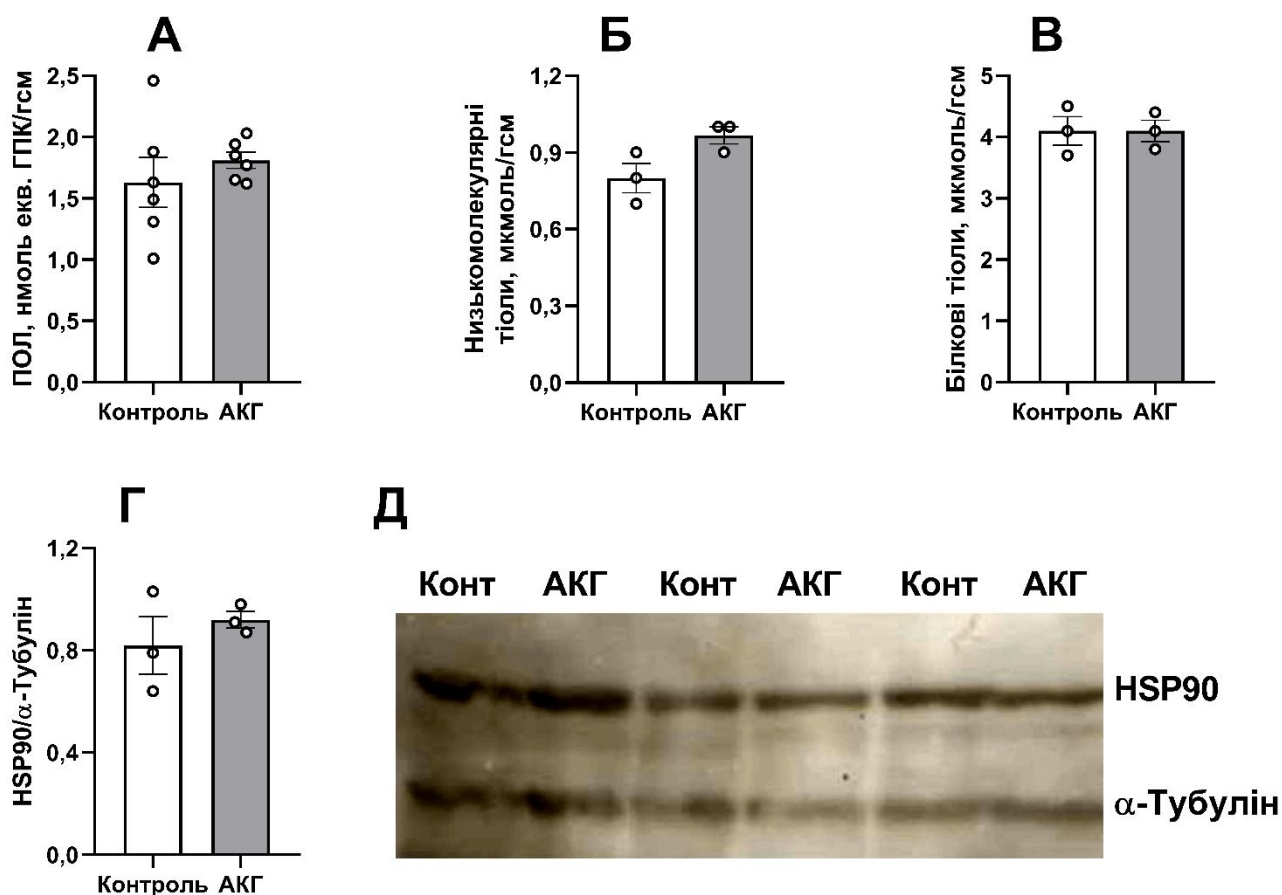 А
ПОЛ, нмоль екв. ГПК/гсм
2,5
2,0
1,5
1,0
0,5
0,0
Контроль АКГ
Б
Низькомолекулярні
тіоли, мкмоль/гсм
1,2
0,9
0,6
0,3
0,0
Контроль АКГ
В
Білкові тіоли, мкмоль/гсм
5
4
3
2
1
0
Контроль АКГ
Г
HSP90/α-Тубулін
1,2
0,8
0,4
0,0
Контроль АКГ
Д
Конт АКГ Конт АКГ Конт АКГ
HSP90
α-Тубулін